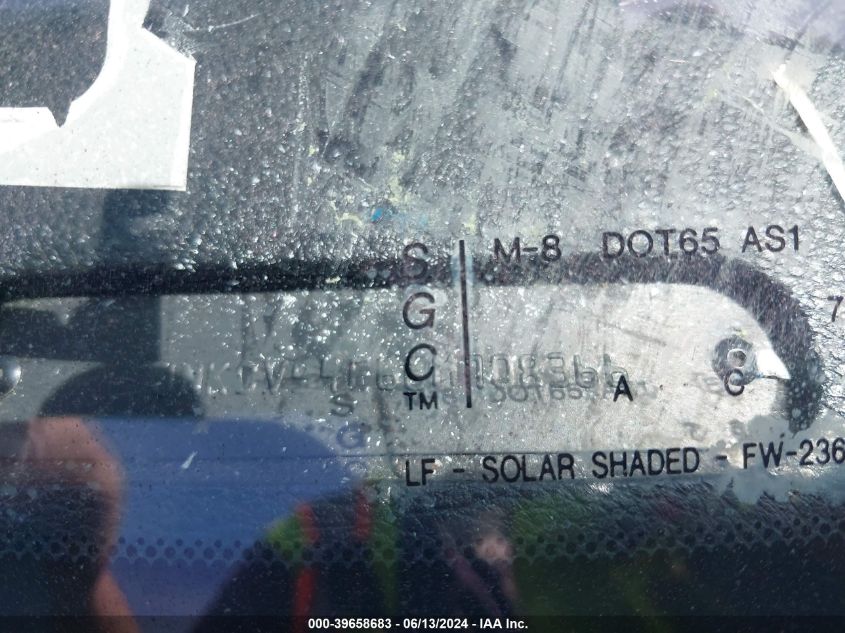 M-8 DOT65 AS1
S
G
C
TM
7
A C
S
G
LF - SOLAR SHADED - FW-236
000-39658683 - 06/13/2024 - IAA Inc.